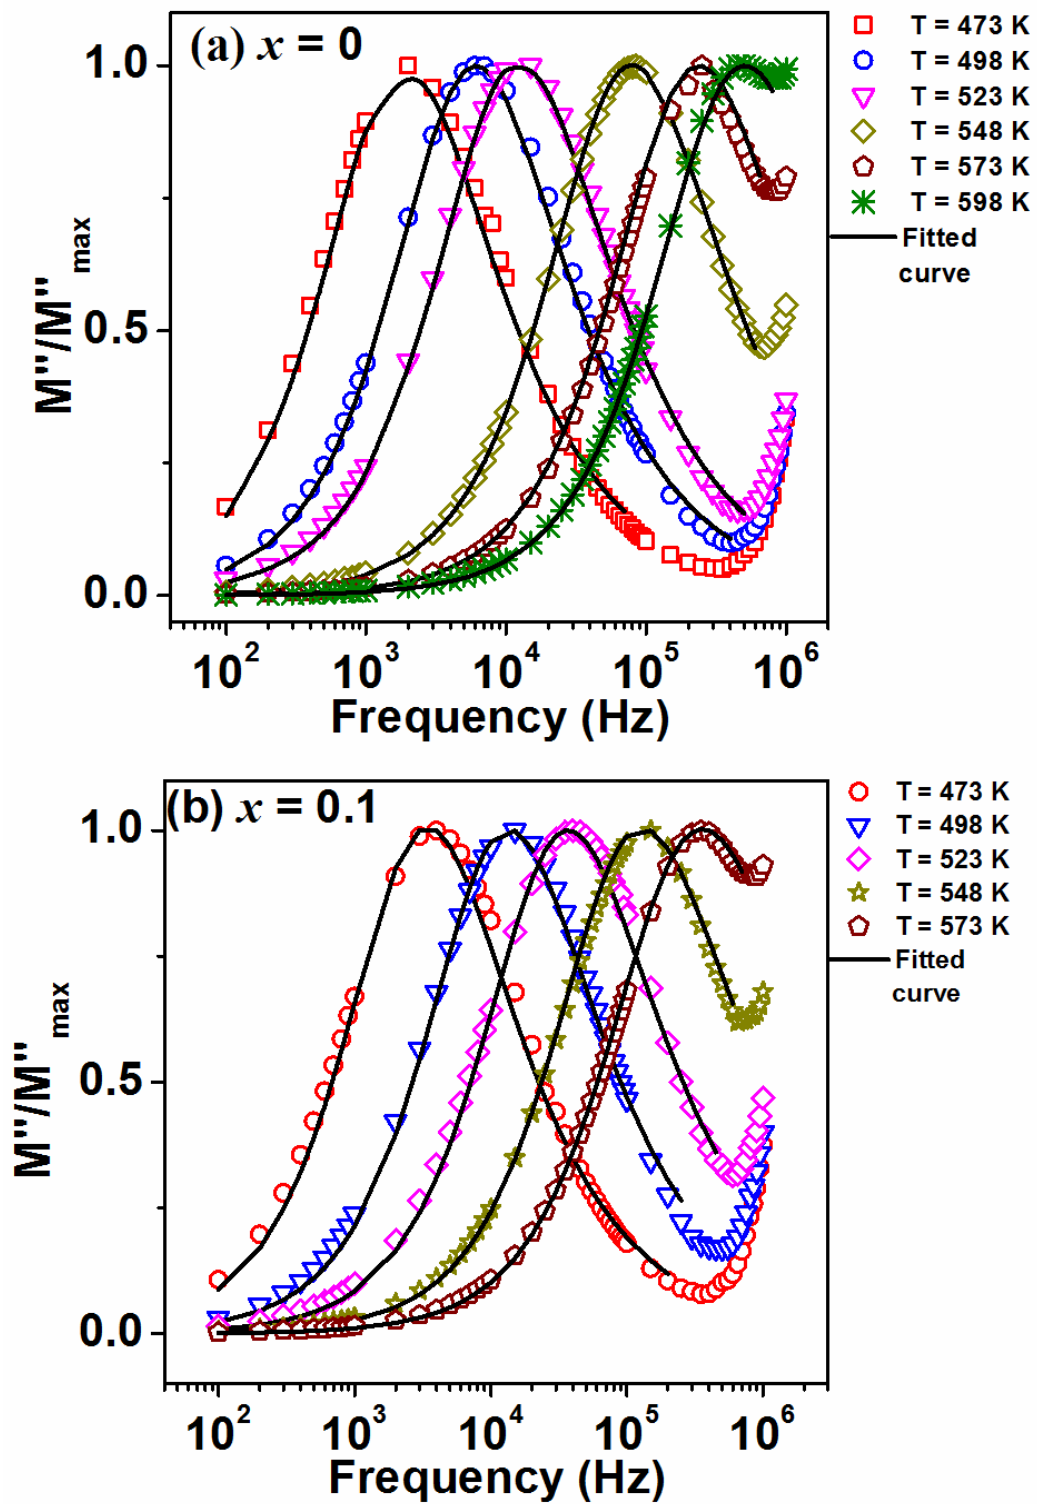 (a) x = 0
T = 473 K
T = 498 K
T = 523 K
T = 548 K
T = 573 K
T = 598 K
Fitted
curve
M''/M''max
1.0
0.5
0.0
10² 10³ 10⁴ 10⁵ 10⁶
Frequency (Hz)
(b) x = 0.1
T = 473 K
T = 498 K
T = 523 K
T = 548 K
T = 573 K
Fitted
curve
M''/M''max
1.0
0.5
0.0
10² 10³ 10⁴ 10⁵ 10⁶
Frequency (Hz)